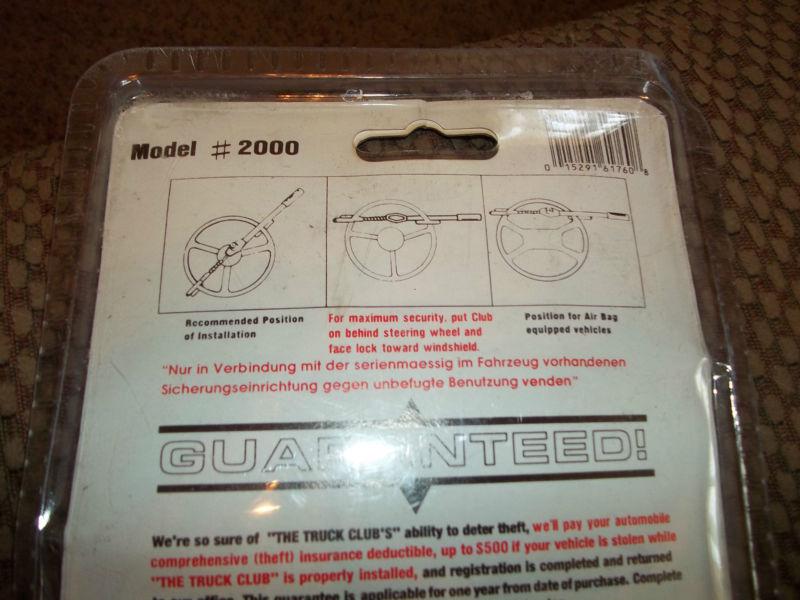 Model # 2000
0 15291 61760 8
Recommended Position
of Installation
For maximum security, put Club
on behind steering wheel and
face lock toward windshield.
Position for Air Bag
equipped vehicles
"Nur in Verbindung mit der serienmaessig im Fahrzeug vorhandenen
Sicherungseinrichtung gegen unbefugte Benutzung venden"
GUARANTEED!
We're so sure of "THE TRUCK CLUB'S" ability to deter theft, we'll pay your automobile
comprehensive (theft) insurance deductible, up to $500 if your vehicle is stolen while
"THE TRUCK CLUB" is properly installed, and registration is completed and returned
to our office. This guarantee is applicable for one year from date of purchase. Complete